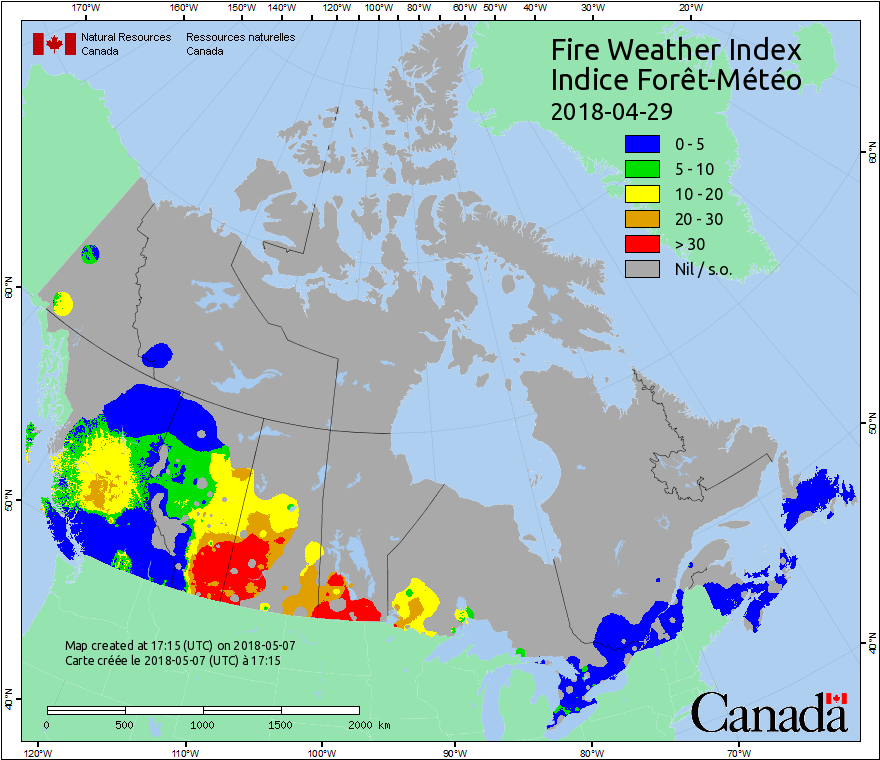 170°W 160°W 150°W 140°W 130°W 120°W 110°W 100°W 90°W 80°W 70°W 60°W 50°W 40°W 30°W 20°W
Natural Resources Ressources naturelles
Canada Canada
Fire Weather Index
Indice Forêt-Météo
2018-04-29
0 - 5
5 - 10
10 - 20
20 - 30
> 30
Nil / s.o.
60°N
60°N
50°N
50°N
40°N
40°N
Map created at 17:15 (UTC) on 2018-05-07
Carte créée le 2018-05-07 (UTC) à 17:15
0 500 1000 1500 2000 km
Canada
120°W 110°W 100°W 90°W 80°W 70°W